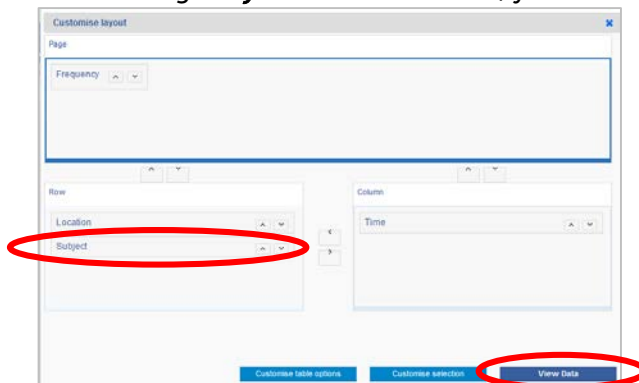 Customise layout
Page
Frequency
Row
Column
Location
Time
Subject
Customise table options
Customise selection
View Data